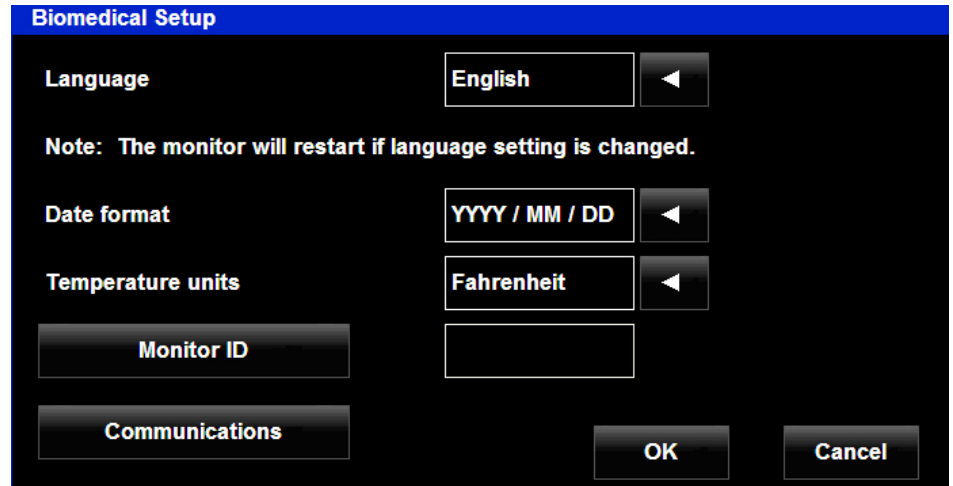 Biomedical Setup
Language English
Note: The monitor will restart if language setting is changed.
Date format YYYY / MM / DD
Temperature units Fahrenheit
Monitor ID
Communications
OK Cancel